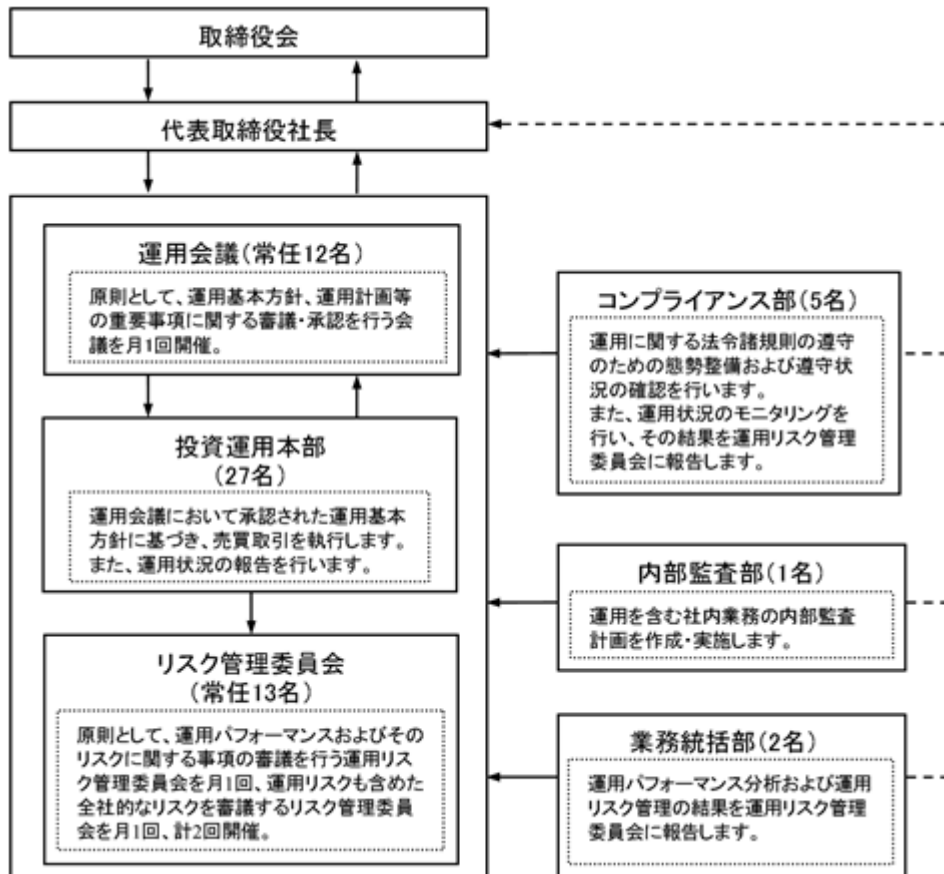 取締役会
代表取締役社長
運用会議(常任12名)
原則として、運用基本方針、運用計画等
の重要事項に関する審議・承認を行う会
議を月1回開催。
投資運用本部
(27名)
運用会議において承認された運用基本
方針に基づき、売買取引を執行します。
また、運用状況の報告を行います。
リスク管理委員会
(常任13名)
原則として、運用パフォーマンスおよびその
リスクに関する事項の審議を行う運用リス
ク管理委員会を月1回、運用リスクも含めた
全社的なリスクを審議するリスク管理委員
会を月1回、計2回開催。
コンプライアンス部(5名)
運用に関する法令諸規則の遵守
のための態勢整備および遵守状
況の確認を行います。
また、運用状況のモニタリングを
行い、その結果を運用リスク管理
委員会に報告します。
内部監査部(1名)
運用を含む社内業務の内部監査
計画を作成・実施します。
業務統括部(2名)
運用パフォーマンス分析および運用
リスク管理の結果を運用リスク管理
委員会に報告します。